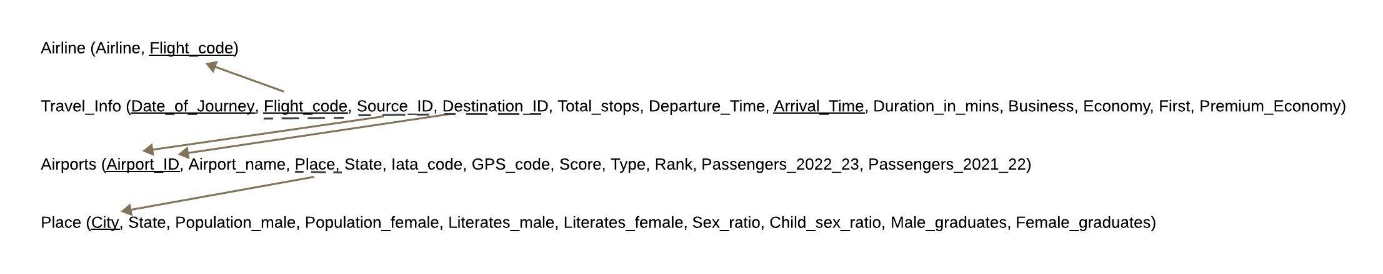 Airline (Airline, Flight_code)
Travel_Info (Date_of_Journey, Flight_code, Source_ID, Destination_ID, Total_stops, Departure_Time, Arrival_Time, Duration_in_mins, Business, Economy, First, Premium_Economy)
Airports (Airport_ID, Airport_name, Place, State, Iata_code, GPS_code, Score, Type, Rank, Passengers_2022_23, Passengers_2021_22)
Place (City, State, Population_male, Population_female, Literates_male, Literates_female, Sex_ratio, Child_sex_ratio, Male_graduates, Female_graduates)